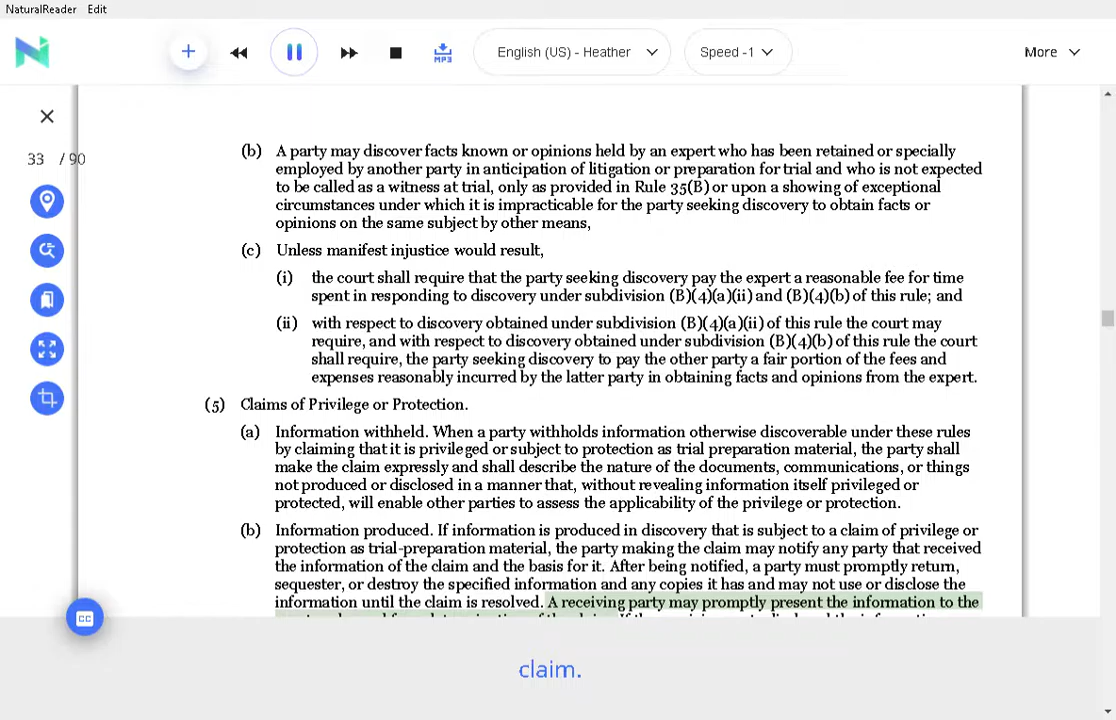 NaturalReader Edit
MP3
English (US) - Heather
Speed -1
More
33 / 90
(b) A party may discover facts known or opinions held by an expert who has been retained or specially
employed by another party in anticipation of litigation or preparation for trial and who is not expected
to be called as a witness at trial, only as provided in Rule 35(B) or upon a showing of exceptional
circumstances under which it is impracticable for the party seeking discovery to obtain facts or
opinions on the same subject by other means,
(c) Unless manifest injustice would result,
(i) the court shall require that the party seeking discovery pay the expert a reasonable fee for time
spent in responding to discovery under subdivision (B)(4)(a)(ii) and (B)(4)(b) of this rule; and
(ii) with respect to discovery obtained under subdivision (B)(4)(a)(ii) of this rule the court may
require, and with respect to discovery obtained under subdivision (B)(4)(b) of this rule the court
shall require, the party seeking discovery to pay the other party a fair portion of the fees and
expenses reasonably incurred by the latter party in obtaining facts and opinions from the expert.
(5) Claims of Privilege or Protection.
(a) Information withheld. When a party withholds information otherwise discoverable under these rules
by claiming that it is privileged or subject to protection as trial preparation material, the party shall
make the claim expressly and shall describe the nature of the documents, communications, or things
not produced or disclosed in a manner that, without revealing information itself privileged or
protected, will enable other parties to assess the applicability of the privilege or protection.
(b) Information produced. If information is produced in discovery that is subject to a claim of privilege or
protection as trial-preparation material, the party making the claim may notify any party that received
the information of the claim and the basis for it. After being notified, a party must promptly return,
sequester, or destroy the specified information and any copies it has and may not use or disclose the
information until the claim is resolved. A receiving party may promptly present the information to the
CC
claim.